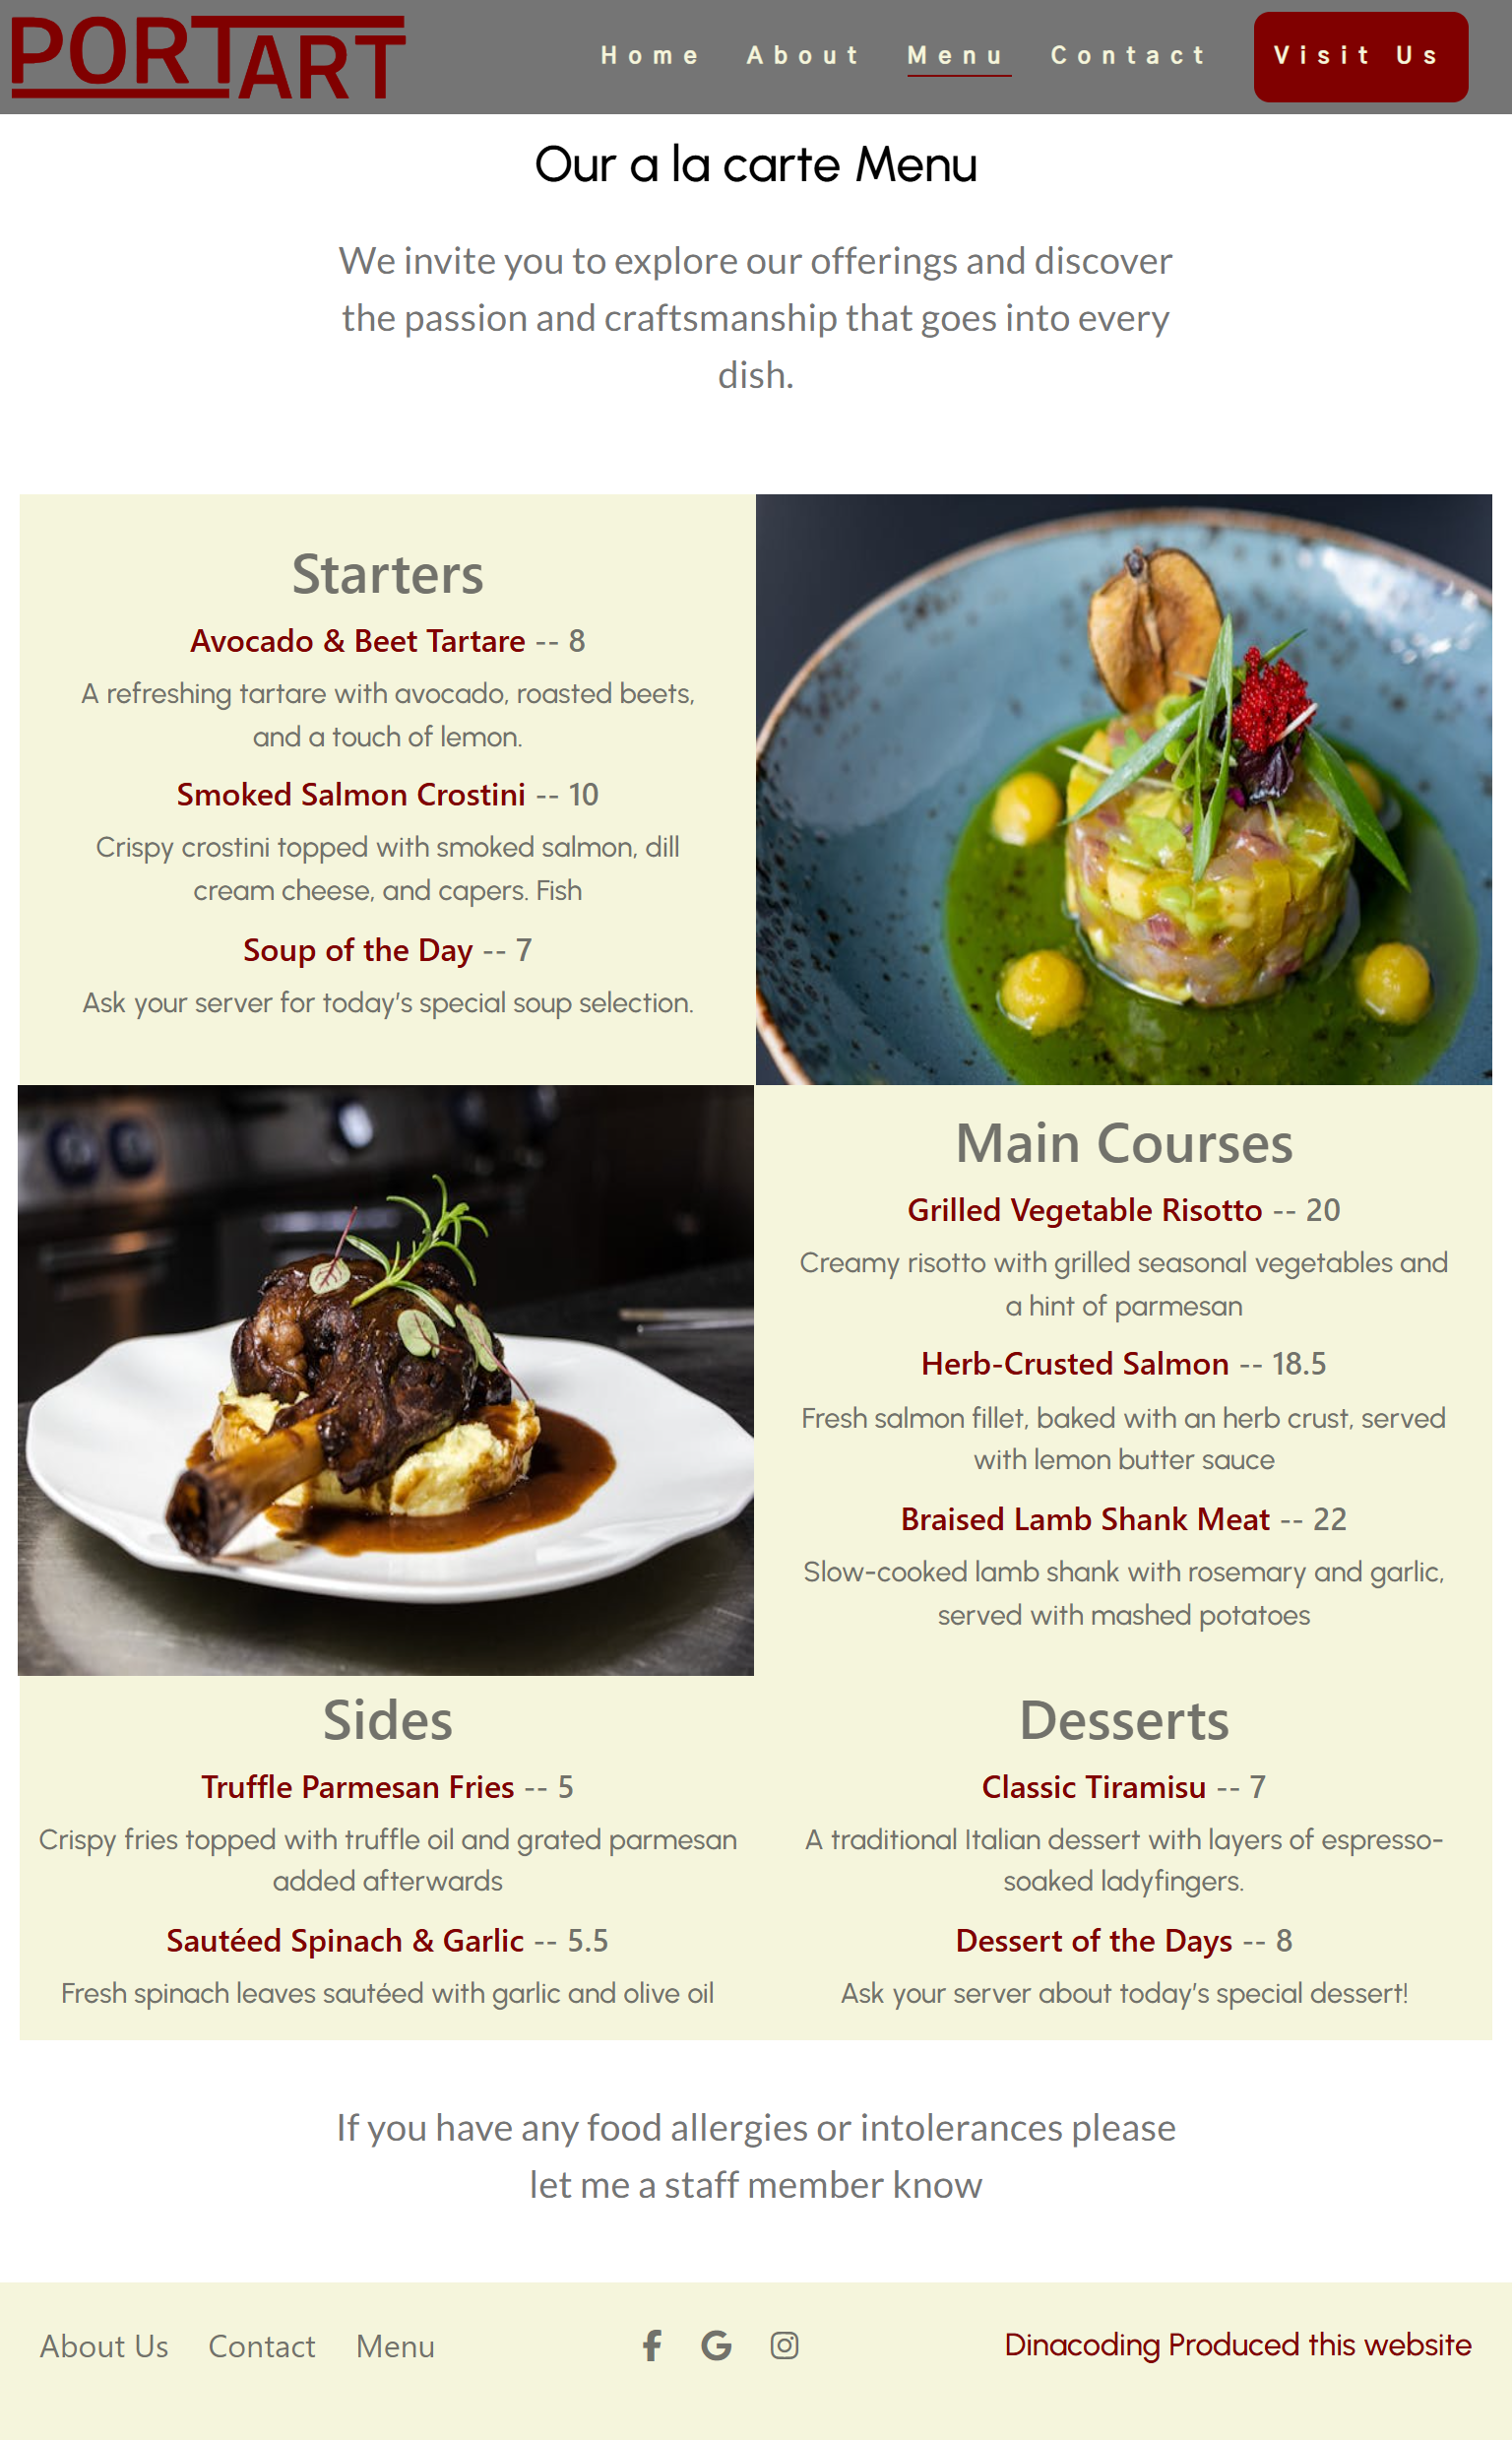 PORTART
Home About Menu Contact Visit Us
Our a la carte Menu
We invite you to explore our offerings and discover
the passion and craftsmanship that goes into every
dish.
Starters
Avocado & Beet Tartare -- 8
A refreshing tartare with avocado, roasted beets,
and a touch of lemon.
Smoked Salmon Crostini -- 10
Crispy crostini topped with smoked salmon, dill
cream cheese, and capers. Fish
Soup of the Day -- 7
Ask your server for today's special soup selection.
Main Courses
Grilled Vegetable Risotto -- 20
Creamy risotto with grilled seasonal vegetables and
a hint of parmesan
Herb-Crusted Salmon -- 18.5
Fresh salmon fillet, baked with an herb crust, served
with lemon butter sauce
Braised Lamb Shank Meat -- 22
Slow-cooked lamb shank with rosemary and garlic,
served with mashed potatoes
Sides
Truffle Parmesan Fries -- 5
Crispy fries topped with truffle oil and grated parmesan
added afterwards
Sautéed Spinach & Garlic -- 5.5
Fresh spinach leaves sautéed with garlic and olive oil
Desserts
Classic Tiramisu -- 7
A traditional Italian dessert with layers of espresso-
soaked ladyfingers.
Dessert of the Days -- 8
Ask your server about today's special dessert!
If you have any food allergies or intolerances please
let me a staff member know
About Us Contact Menu
Dinacoding Produced this website